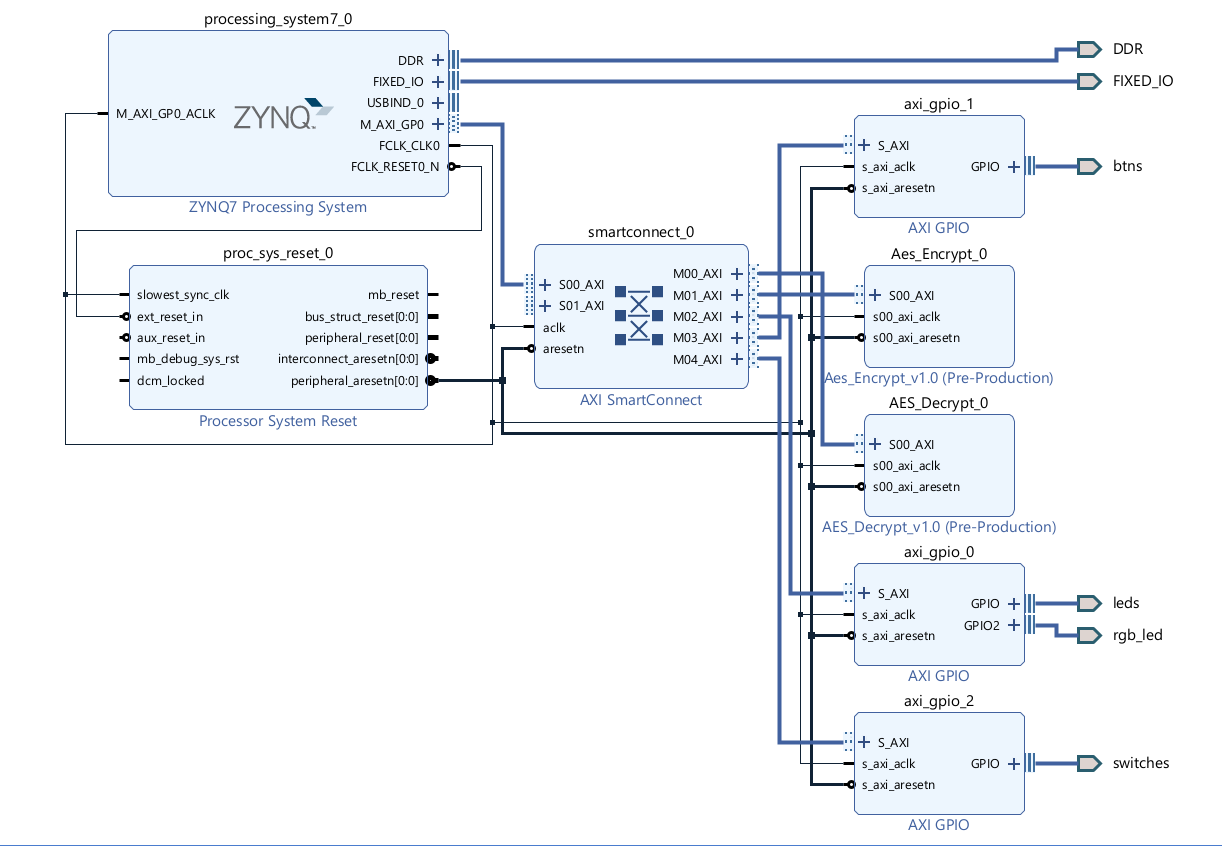 processing_system7_0
DDR
FIXED_IO
USBIND_0
M_AXI_GP0_ACLK
ZYNQ
M_AXI_GP0
FCLK_CLK0
FCLK_RESET0_N
ZYNQ7 Processing System
DDR
FIXED_IO
proc_sys_reset_0
slowest_sync_clk
mb_reset
ext_reset_in
bus_struct_reset[0:0]
aux_reset_in
peripheral_reset[0:0]
mb_debug_sys_rst
interconnect_aresetn[0:0]
dcm_locked
peripheral_aresetn[0:0]
Processor System Reset
smartconnect_0
S00_AXI
S01_AXI
aclk
aresetn
M00_AXI
M01_AXI
M02_AXI
M03_AXI
M04_AXI
AXI SmartConnect
axi_gpio_1
S_AXI
s_axi_aclk
GPIO
s_axi_aresetn
AXI GPIO
btns
Aes_Encrypt_0
S00_AXI
s00_axi_aclk
s00_axi_aresetn
Aes_Encrypt_v1.0 (Pre-Production)
AES_Decrypt_0
S00_AXI
s00_axi_aclk
s00_axi_aresetn
AES_Decrypt_v1.0 (Pre-Production)
axi_gpio_0
S_AXI
GPIO
s_axi_aclk
GPIO2
s_axi_aresetn
AXI GPIO
leds
rgb_led
axi_gpio_2
S_AXI
s_axi_aclk
GPIO
s_axi_aresetn
AXI GPIO
switches